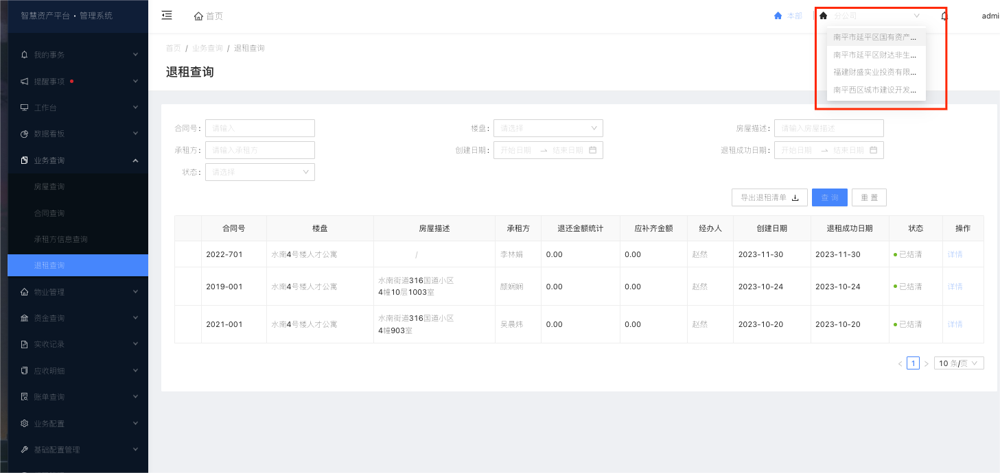 智慧资产平台·管理系统
首页
本部
分公司
admi
南平市延平区国有资产...
南平市延平区财达非生...
福建财盛实业投资有限...
南平西区城市建设开发...
我的事务
提醒事项
工作台
数据看板
业务查询
房屋查询
合同查询
承租方信息查询
退租查询
物业管理
资金查询
实收记录
应收明细
账单查询
业务配置
基础配置管理
首页 / 业务查询 / 退租查询
退租查询
合同号: 请输入 楼盘: 请选择 房屋描述: 请输入房屋描述
承租方: 请输入承租方 创建日期: 开始日期 → 结束日期 退租成功日期: 开始日期 → 结束日期
状态: 请选择
导出退租清单 查 询 重 置
合同号 楼盘 房屋描述 承租方 退还金额统计 应补齐金额 经办人 创建日期 退租成功日期 状态 操作
2022-701 水南4号楼人才公寓 / 李林娟 0.00 0.00 赵然 2023-11-30 2023-11-30 已结清 详情
2019-001 水南4号楼人才公寓 水南街道316国道小区
4幢10层1003室 颜娴娴 0.00 0.00 赵然 2023-10-24 2023-10-24 已结清 详情
2021-001 水南4号楼人才公寓 水南街道316国道小区
4幢903室 吴晨炜 0.00 0.00 赵然 2023-10-20 2023-10-20 已结清 详情
< 1 > 10 条/页